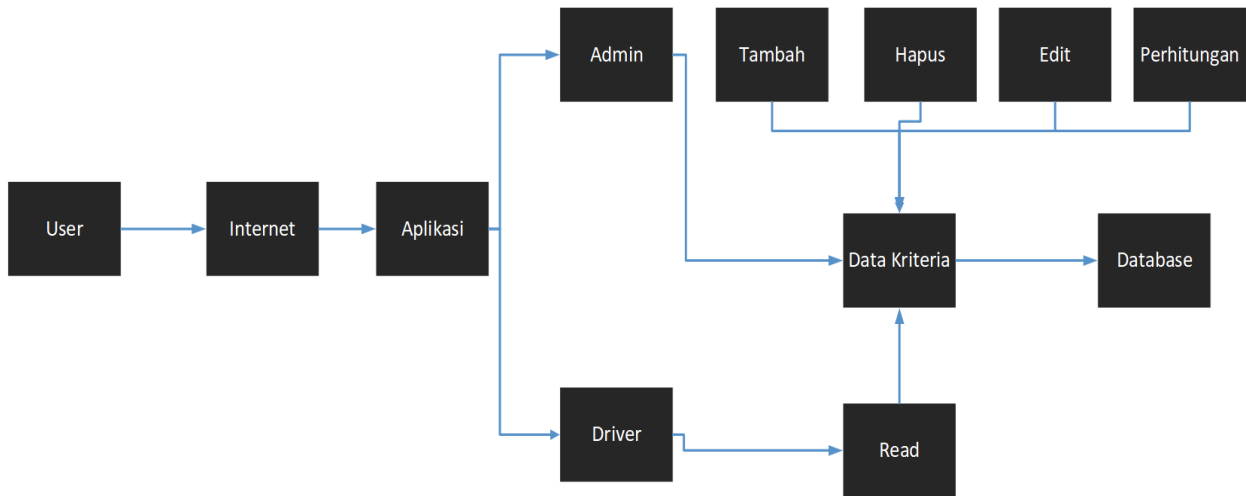 Admin
Tambah
Hapus
Edit
Perhitungan
User
Internet
Aplikasi
Data Kriteria
Database
Driver
Read